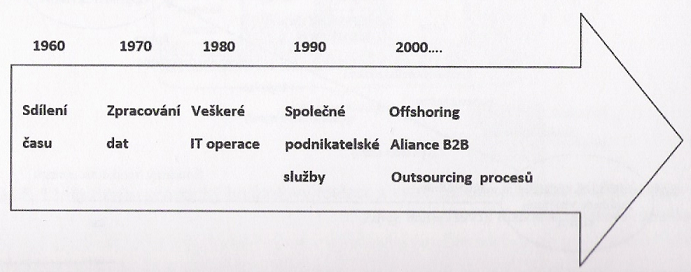 1960 1970 1980 1990 2000....
Sdílení Zpracování Veškeré Společné Offshoring
času dat IT operace podnikatelské Aliance B2B
služby Outsourcing procesů